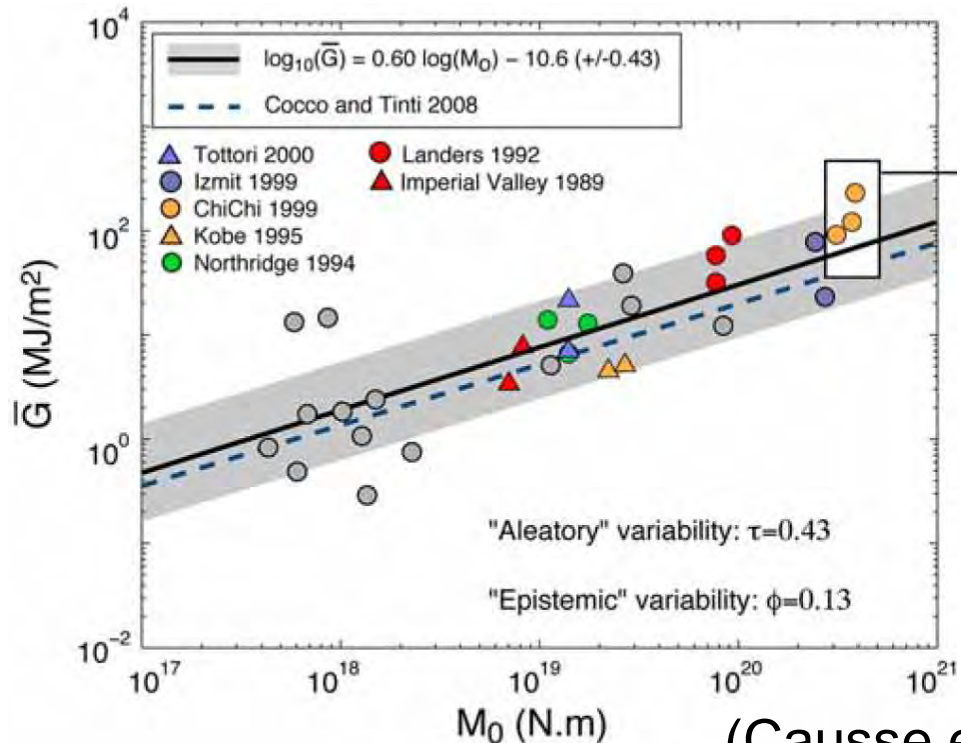 10^4
log10(G̅) = 0.60 log(M0) − 10.6 (+/-0.43)
Cocco and Tinti 2008
Tottori 2000
Landers 1992
Izmit 1999
Imperial Valley 1989
ChiChi 1999
Kobe 1995
Northridge 1994
10^2
G̅ (MJ/m²)
10^0
"Aleatory" variability: τ=0.43
"Epistemic" variability: ϕ=0.13
10^-2
10^17 10^18 10^19 10^20 10^21
M0 (N.m)
(Causse